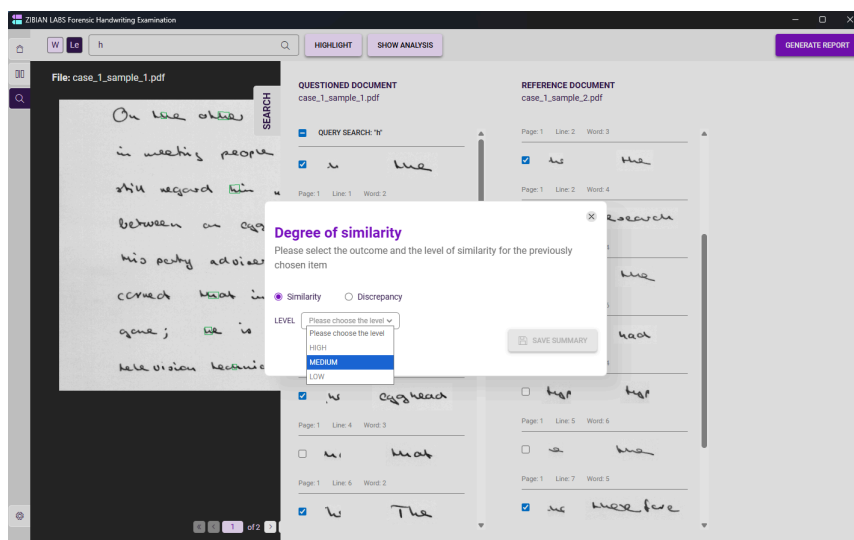 ZIBIAN LABS Forensic Handwriting Examination
W Le h HIGHLIGHT SHOW ANALYSIS GENERATE REPORT
File: case_1_sample_1.pdf
SEARCH
On the other
in meeting people
still regard him
between an egg
his party adviser
correct that in
gone; he is
television technic
QUESTIONED DOCUMENT
case_1_sample_1.pdf
QUERY SEARCH: "h"
the
Page: 1 Line: 1 Word: 2
egghead
Page: 1 Line: 4 Word: 3
that
Page: 1 Line: 6 Word: 2
The
REFERENCE DOCUMENT
case_1_sample_2.pdf
Page: 1 Line: 2 Word: 3
the
Page: 1 Line: 2 Word: 4
research
the
had
Page: 1 Line: 5 Word: 6
the
Page: 1 Line: 7 Word: 5
therefore
Degree of similarity
Please select the outcome and the level of similarity for the previously
chosen item
Similarity Discrepancy
LEVEL Please choose the level
Please choose the level
HIGH
MEDIUM
LOW
SAVE SUMMARY
1 of 2